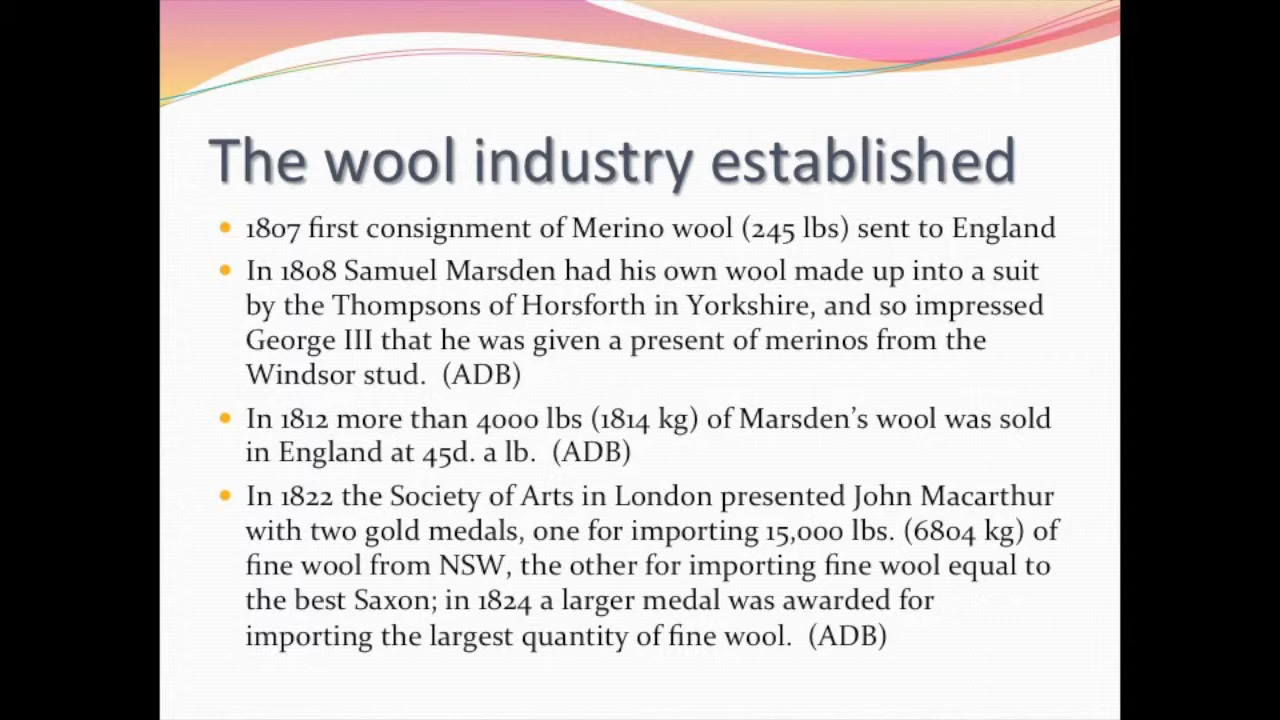 The wool industry established
1807 first consignment of Merino wool (245 lbs) sent to England
In 1808 Samuel Marsden had his own wool made up into a suit
by the Thompsons of Horsforth in Yorkshire, and so impressed
George III that he was given a present of merinos from the
Windsor stud.  (ADB)
In 1812 more than 4000 lbs (1814 kg) of Marsden’s wool was sold
in England at 45d. a lb.  (ADB)
In 1822 the Society of Arts in London presented John Macarthur
with two gold medals, one for importing 15,000 lbs. (6804 kg) of
fine wool from NSW, the other for importing fine wool equal to
the best Saxon; in 1824 a larger medal was awarded for
importing the largest quantity of fine wool.  (ADB)